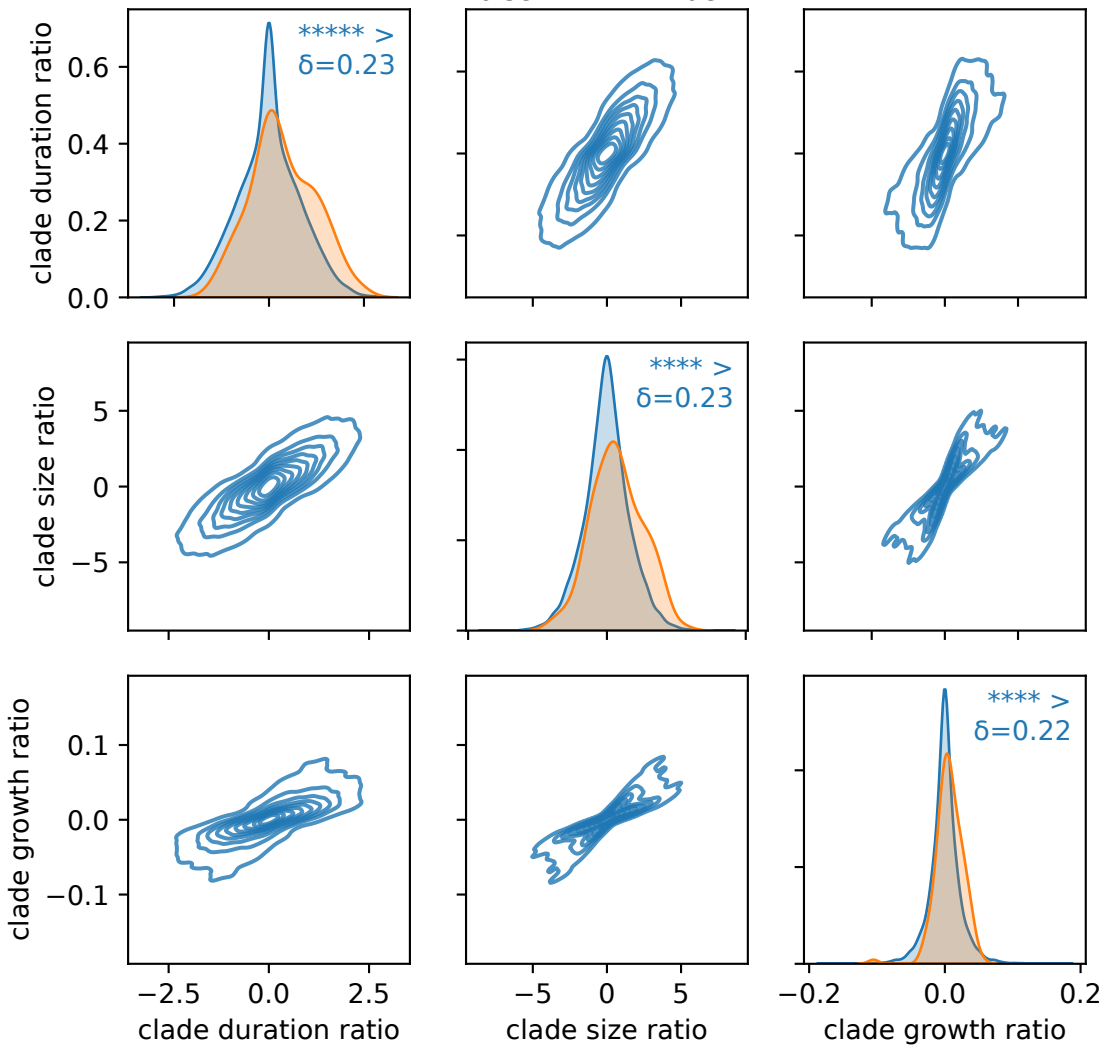 ***** >
δ=0.23
clade duration ratio
0.6
0.4
0.2
0.0
**** >
δ=0.23
clade size ratio
5
0
−5
**** >
δ=0.22
clade growth ratio
0.1
0.0
−0.1
−2.5 0.0 2.5
−5 0 5
−0.2 0.0 0.2
clade duration ratio
clade size ratio
clade growth ratio